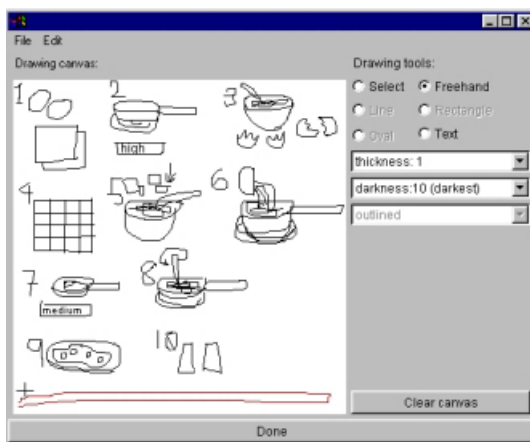 File Edit
Drawing canvas:
Drawing tools:
Select
Freehand
Line
Rectangle
Oval
Text
thickness: 1
darkness:10 (darkest)
outlined
1
2
high
3
4
5
6
7
medium
8
9
10
Clear canvas
Done